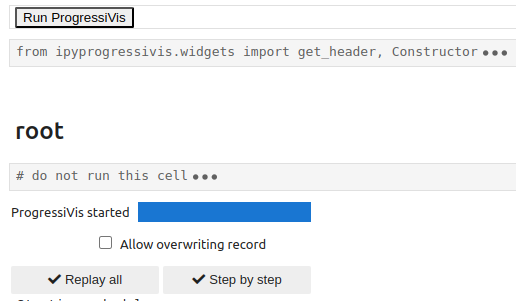 Run ProgressiVis
from ipyprogressivis.widgets import get_header, Constructor •••
root
# do not run this cell •••
ProgressiVis started
Allow overwriting record
✔ Replay all ✔ Step by step